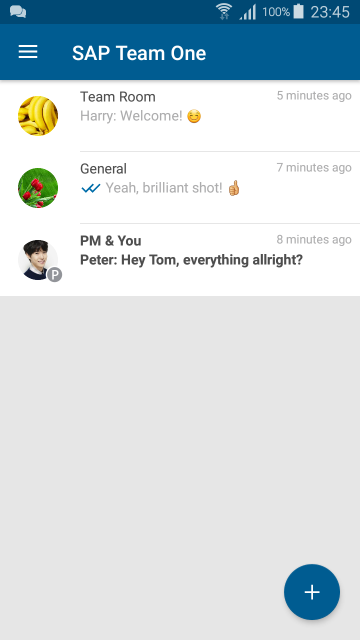 100% 23:45
SAP Team One
Team Room 5 minutes ago
Harry: Welcome! 😊
General 7 minutes ago
Yeah, brilliant shot! 👍
PM & You 8 minutes ago
Peter: Hey Tom, everything allright?
P